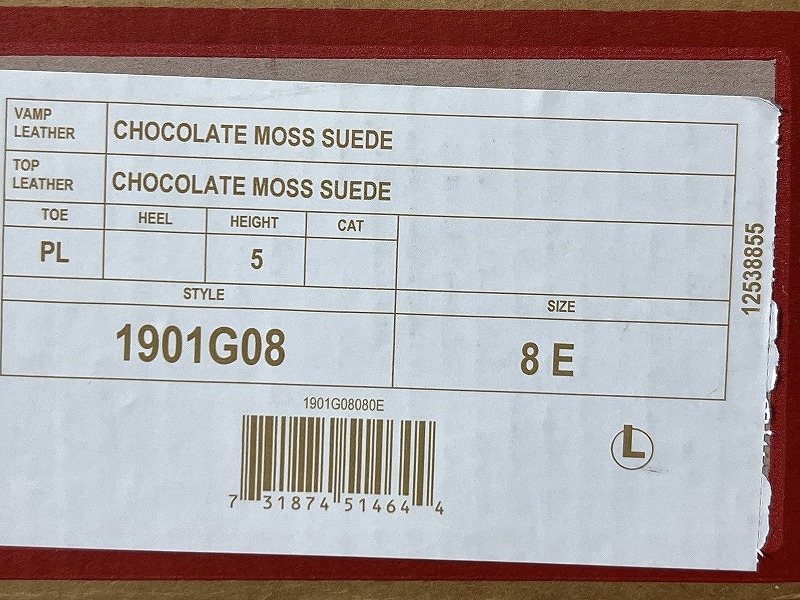 VAMP
LEATHER
CHOCOLATE MOSS SUEDE
TOP
LEATHER
CHOCOLATE MOSS SUEDE
TOE HEEL HEIGHT CAT
PL 5
STYLE SIZE
1901G08 8 E
12538855
1901G08080E
L
7 31874 51464 4